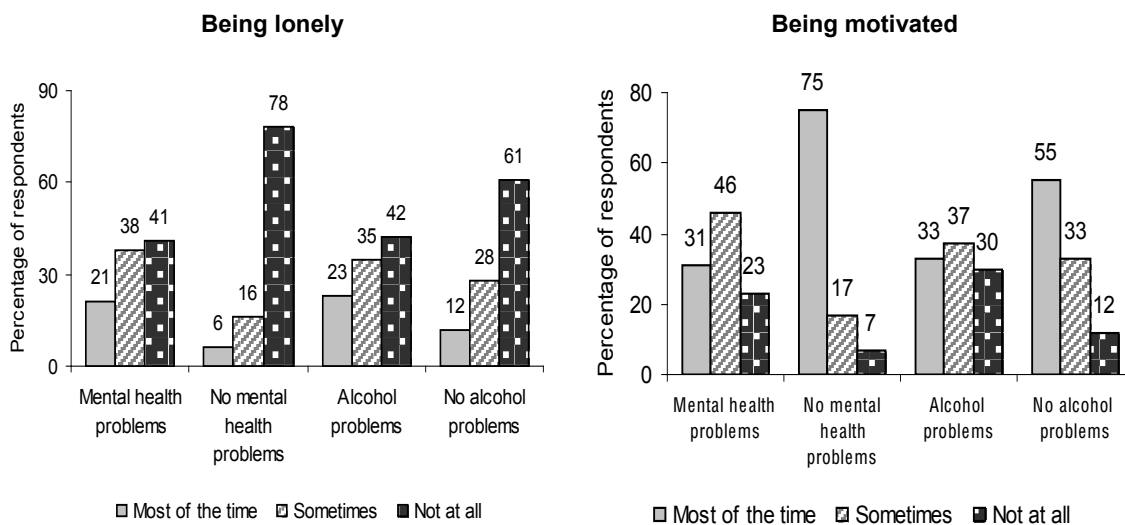 Being lonely
Percentage of respondents
90
60
30
0
21
38
41
6
16
78
23
35
42
12
28
61
Mental health
problems
No mental
health
problems
Alcohol
problems
No alcohol
problems
Most of the time Sometimes Not at all
Being motivated
Percentage of respondents
80
60
40
20
0
31
46
23
75
17
7
33
37
30
55
33
12
Mental health
problems
No mental
health
problems
Alcohol
problems
No alcohol
problems
Most of the time Sometimes Not at all